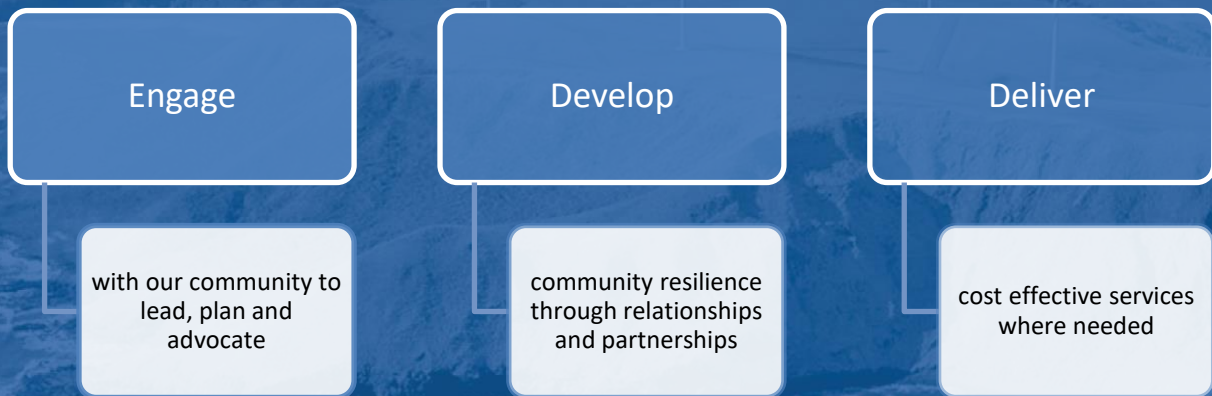 Engage
with our community to
lead, plan and
advocate
Develop
community resilience
through relationships
and partnerships
Deliver
cost effective services
where needed